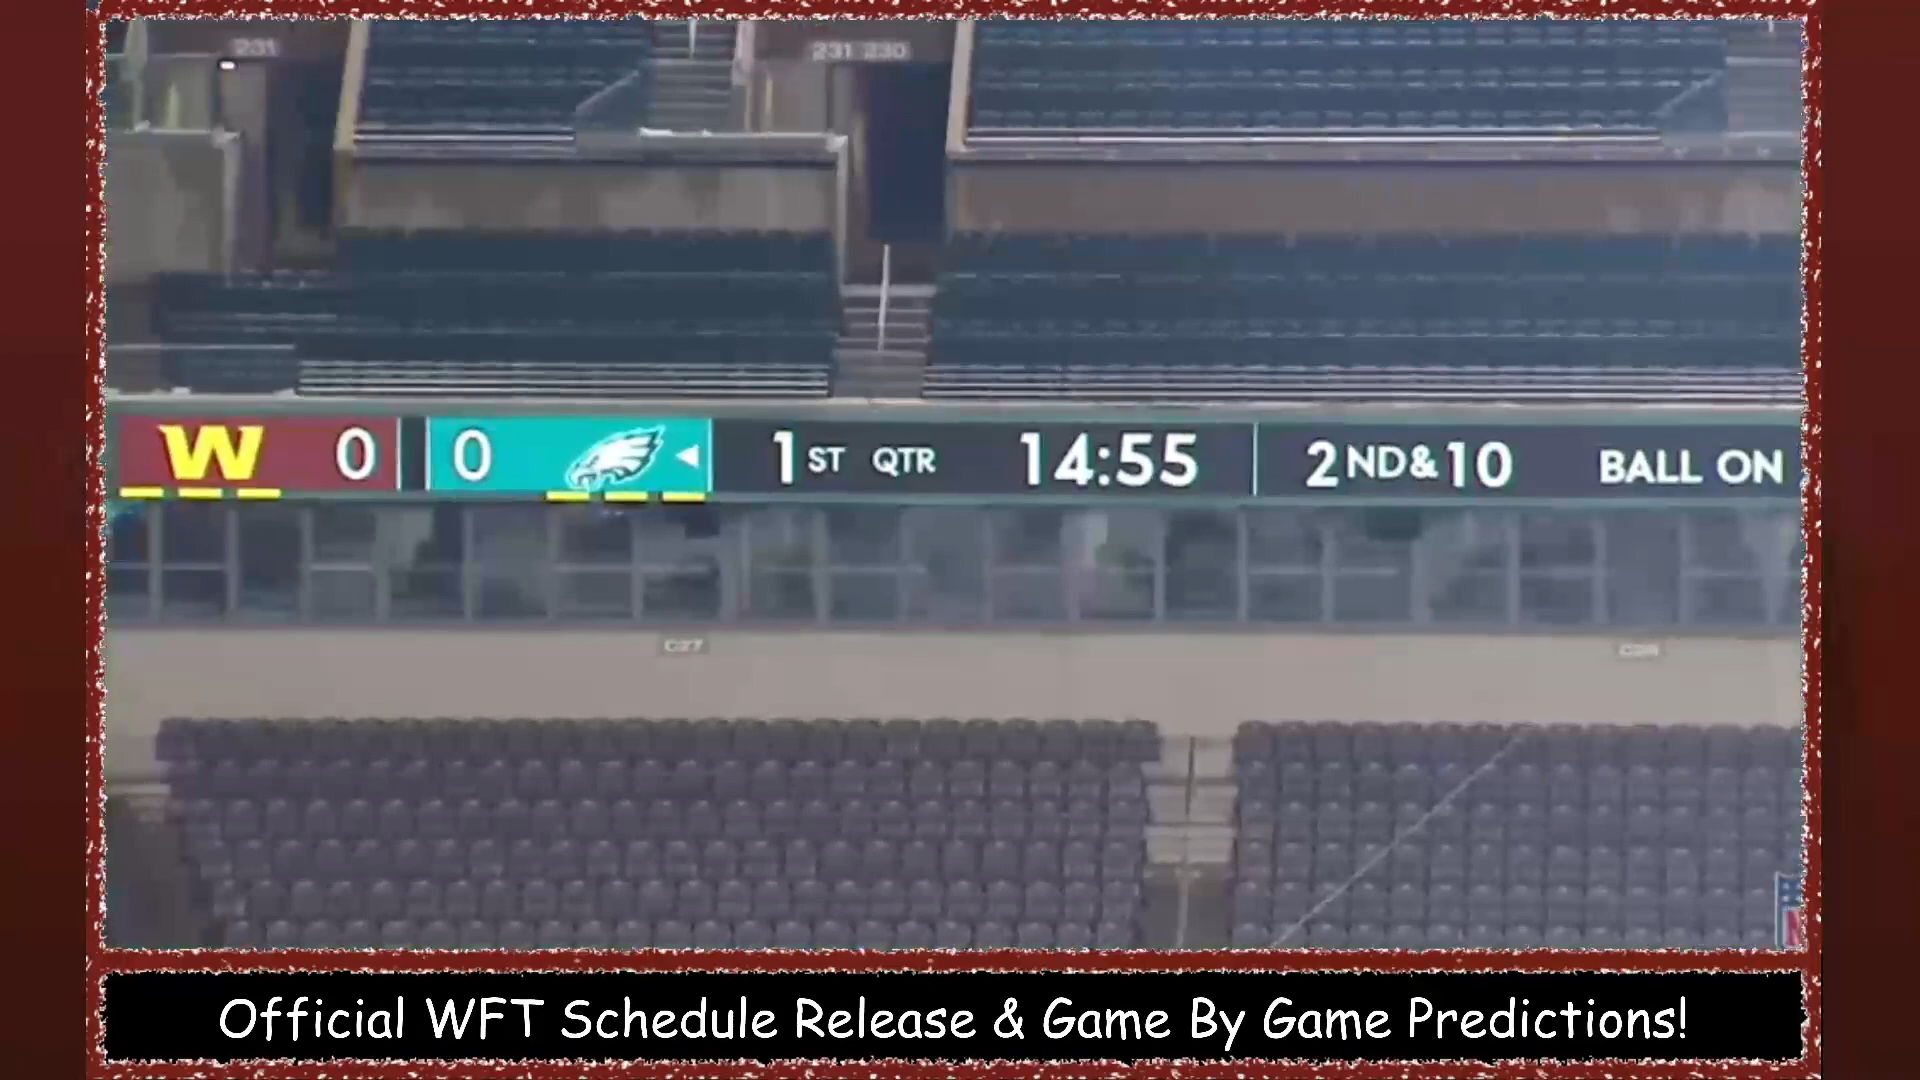 231
231 230
W 0 0 1ST QTR 14:55 2ND&10 BALL ON
C27
Official WFT Schedule Release & Game By Game Predictions!